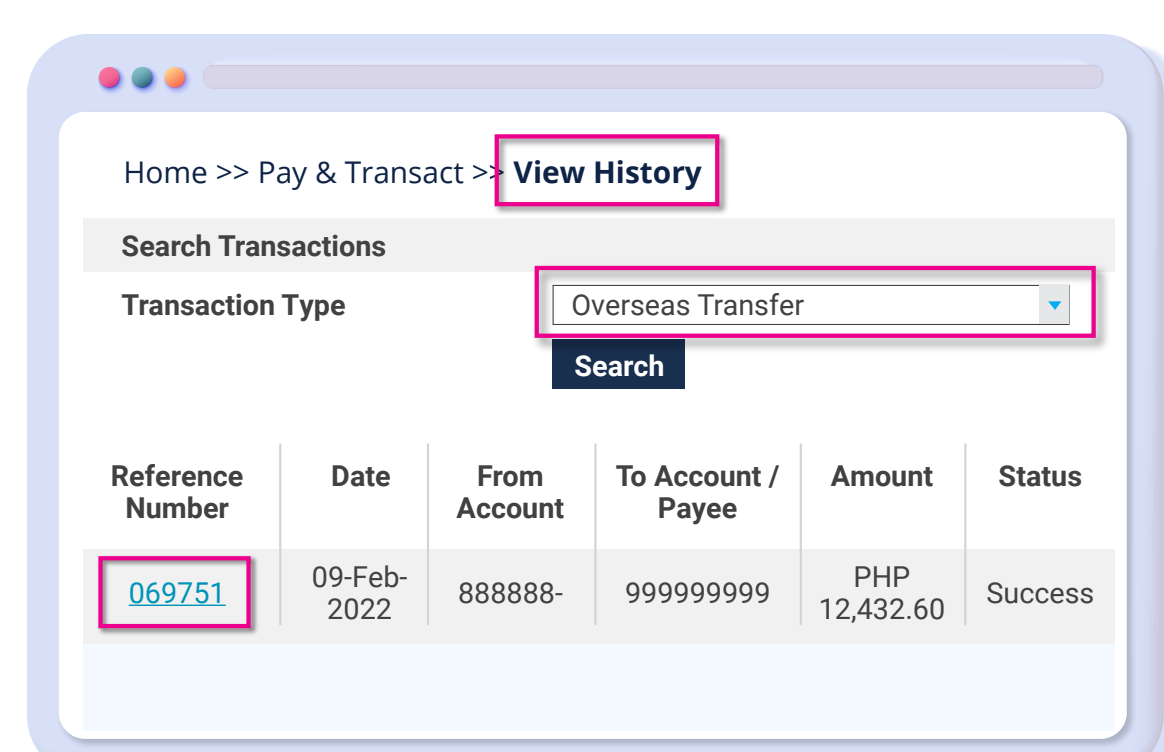 Home >> Pay & Transact >> View History
Search Transactions
Transaction Type Overseas Transfer
Search
Reference Number Date From Account To Account / Payee Amount Status
069751 09-Feb-2022 888888- 999999999 PHP 12,432.60 Success